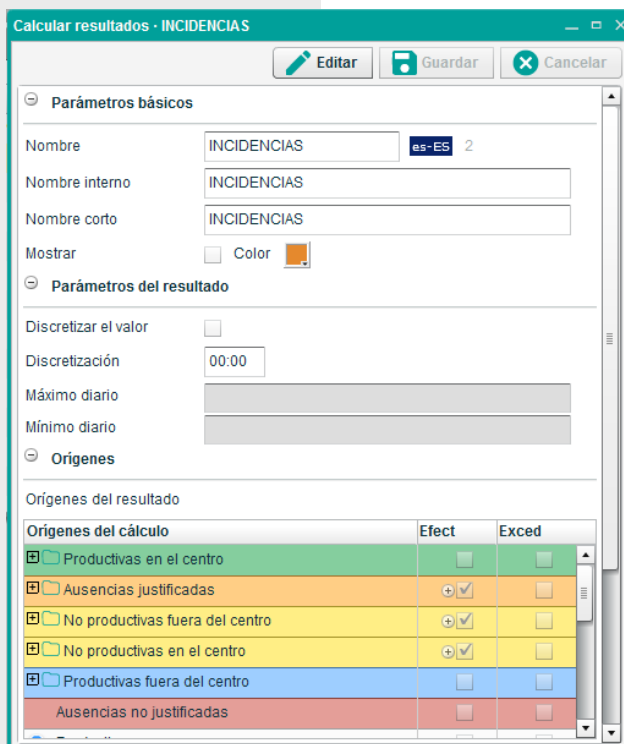 Calcular resultados · INCIDENCIAS
Editar Guardar Cancelar
Parámetros básicos
Nombre INCIDENCIAS es-ES 2
Nombre interno INCIDENCIAS
Nombre corto INCIDENCIAS
Mostrar Color
Parámetros del resultado
Discretizar el valor
Discretización 00:00
Máximo diario
Mínimo diario
Orígenes
Orígenes del resultado
Orígenes del cálculo Efect Exced
Productivas en el centro
Ausencias justificadas
No productivas fuera del centro
No productivas en el centro
Productivas fuera del centro
Ausencias no justificadas